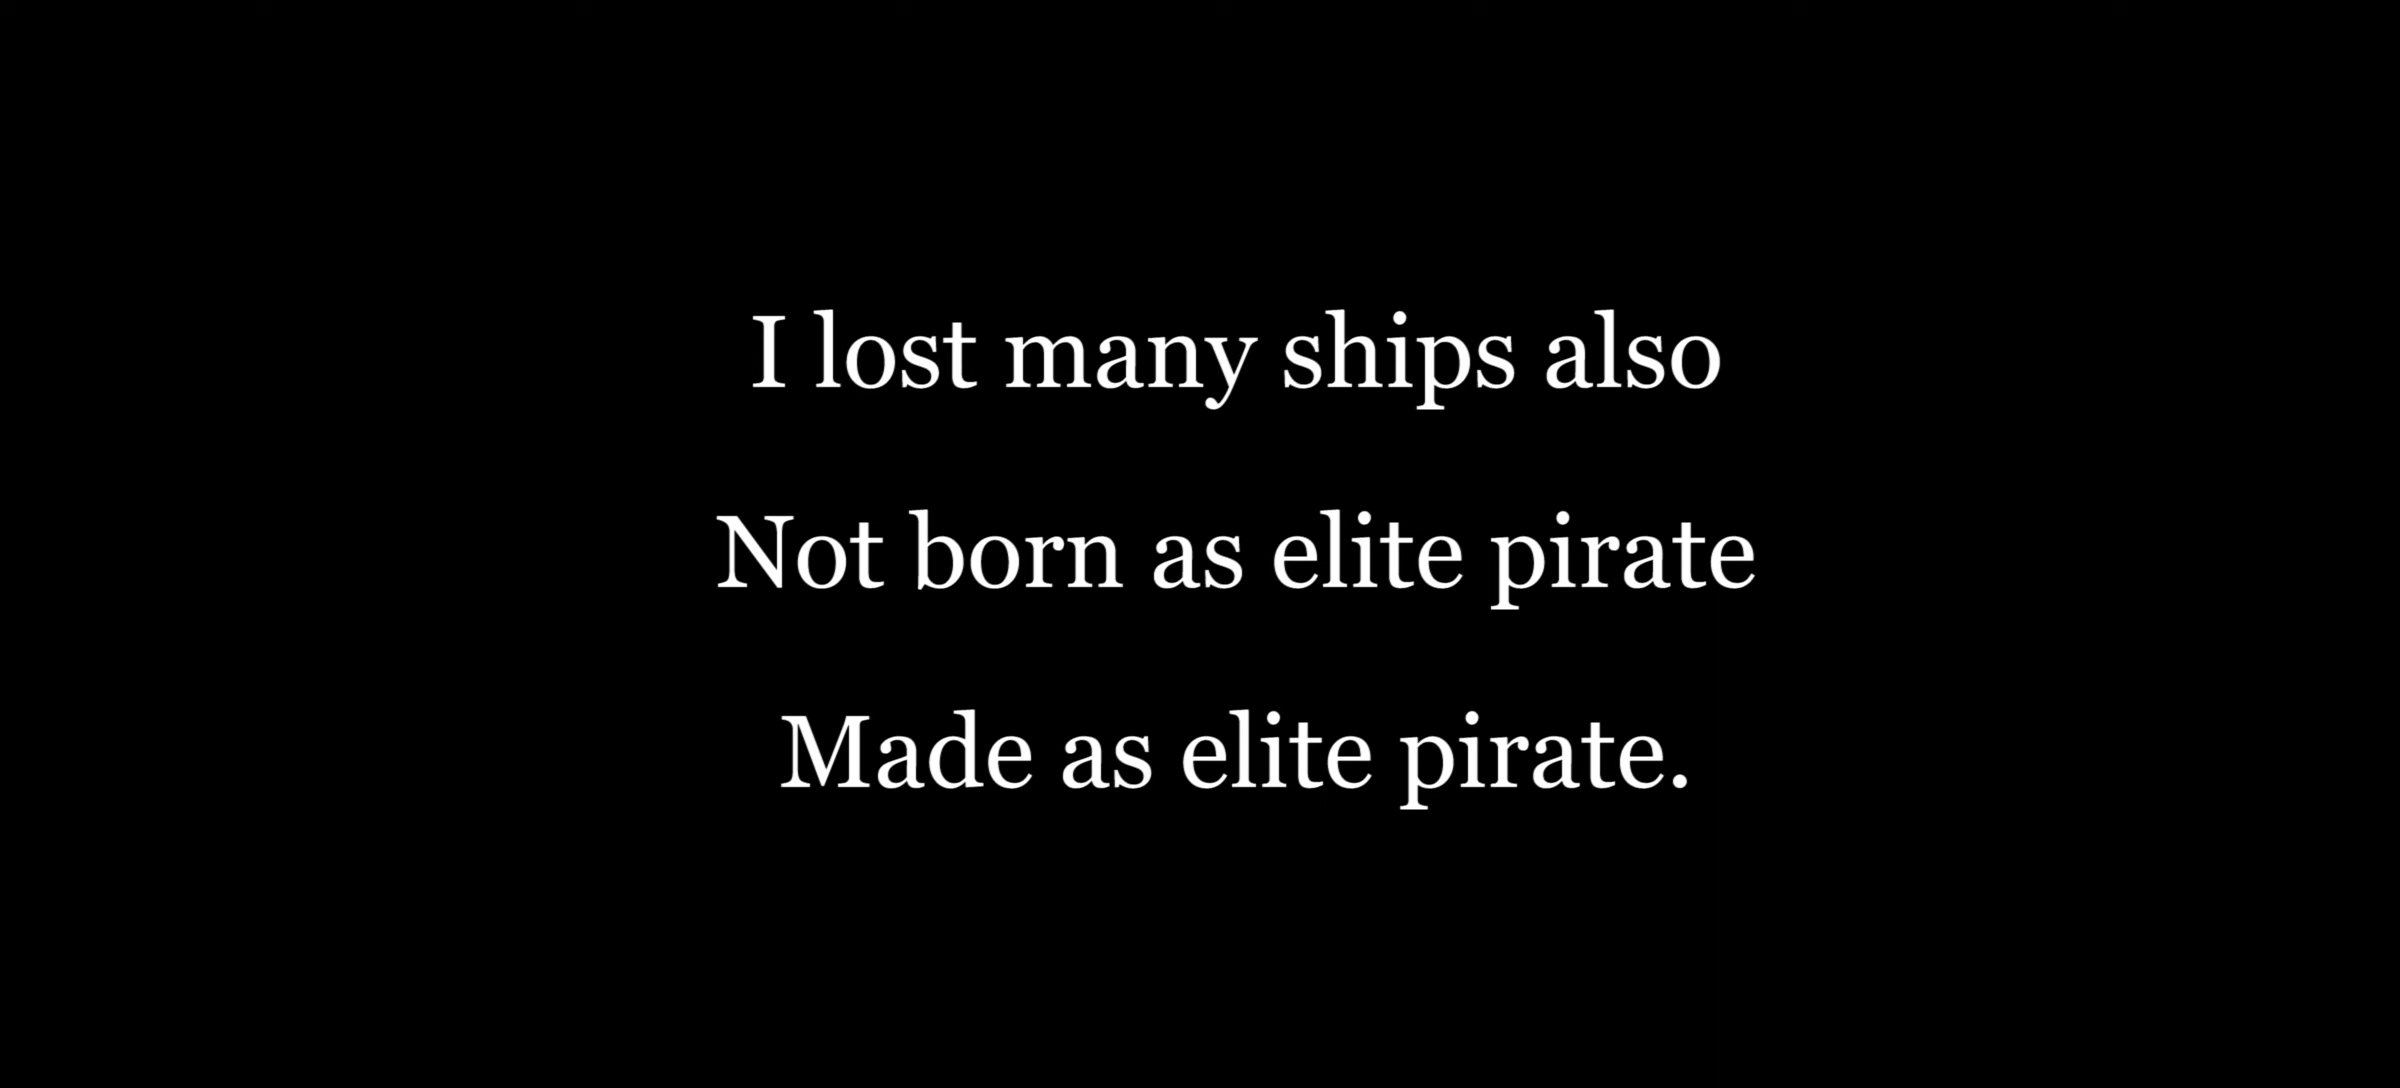 I lost many ships also
Not born as elite pirate
Made as elite pirate.